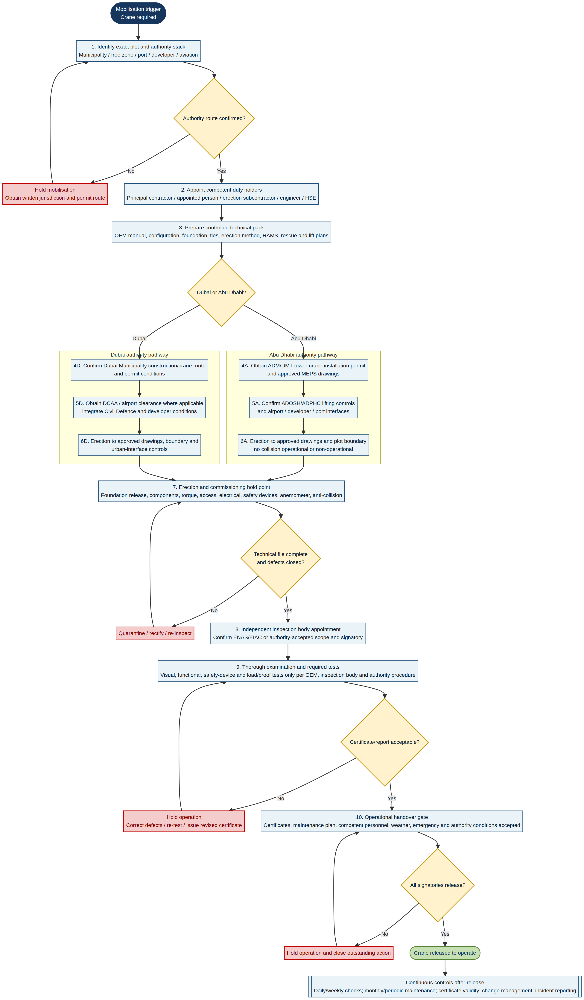 Mobilisation trigger
Crane required
1. Identify exact plot and authority stack
Municipality / free zone / port / developer / aviation
Authority route confirmed?
No
Yes
Hold mobilisation
Obtain written jurisdiction and permit route
2. Appoint competent duty holders
Principal contractor / appointed person / erection subcontractor / engineer / HSE
3. Prepare controlled technical pack
OEM manual, configuration, foundation, ties, erection method, RAMS, rescue and lift plans
Dubai or Abu Dhabi?
Dubai
Abu Dhabi
Dubai authority pathway
4D. Confirm Dubai Municipality construction/crane route
and permit conditions
5D. Obtain DCAA / airport clearance where applicable
integrate Civil Defence and developer conditions
6D. Erection to approved drawings, boundary and
urban-interface controls
Abu Dhabi authority pathway
4A. Obtain ADM/DMT tower-crane installation permit
and approved MEPS drawings
5A. Confirm ADOSH/ADPHC lifting controls
and airport / developer / port interfaces
6A. Erection to approved drawings and plot boundary
no collision operational or non-operational
7. Erection and commissioning hold point
Foundation release, components, torque, access, electrical, safety devices, anemometer, anti-collision
Technical file complete
and defects closed?
No
Yes
Quarantine / rectify / re-inspect
8. Independent inspection body appointment
Confirm ENAS/EIAC or authority-accepted scope and signatory
9. Thorough examination and required tests
Visual, functional, safety-device and load/proof tests only per OEM, inspection body and authority procedure
Certificate/report acceptable?
No
Yes
Hold operation
Correct defects / re-test / issue revised certificate
10. Operational handover gate
Certificates, maintenance plan, competent personnel, weather, emergency and authority conditions accepted
All signatories release?
No
Yes
Hold operation and close outstanding action
Crane released to operate
Continuous controls after release
Daily/weekly checks; monthly/periodic maintenance; certificate validity; change management; incident reporting